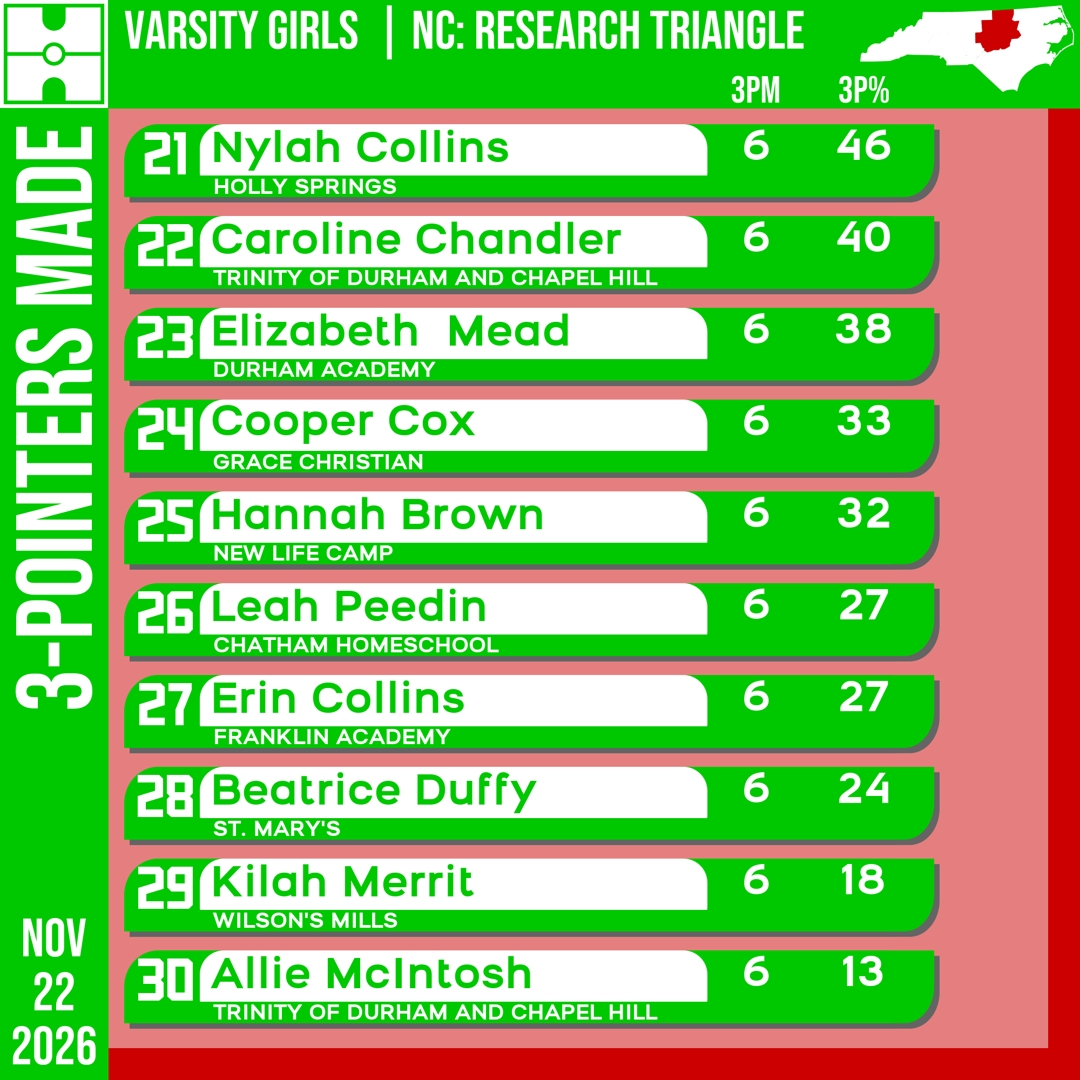 VARSITY GIRLS | NC: RESEARCH TRIANGLE
3PM 3P%
3-POINTERS MADE
21 Nylah Collins 6 46
HOLLY SPRINGS
22 Caroline Chandler 6 40
TRINITY OF DURHAM AND CHAPEL HILL
23 Elizabeth  Mead 6 38
DURHAM ACADEMY
24 Cooper Cox 6 33
GRACE CHRISTIAN
25 Hannah Brown 6 32
NEW LIFE CAMP
26 Leah Peedin 6 27
CHATHAM HOMESCHOOL
27 Erin Collins 6 27
FRANKLIN ACADEMY
28 Beatrice Duffy 6 24
ST. MARY'S
29 Kilah Merrit 6 18
WILSON'S MILLS
30 Allie McIntosh 6 13
TRINITY OF DURHAM AND CHAPEL HILL
NOV
22
2026